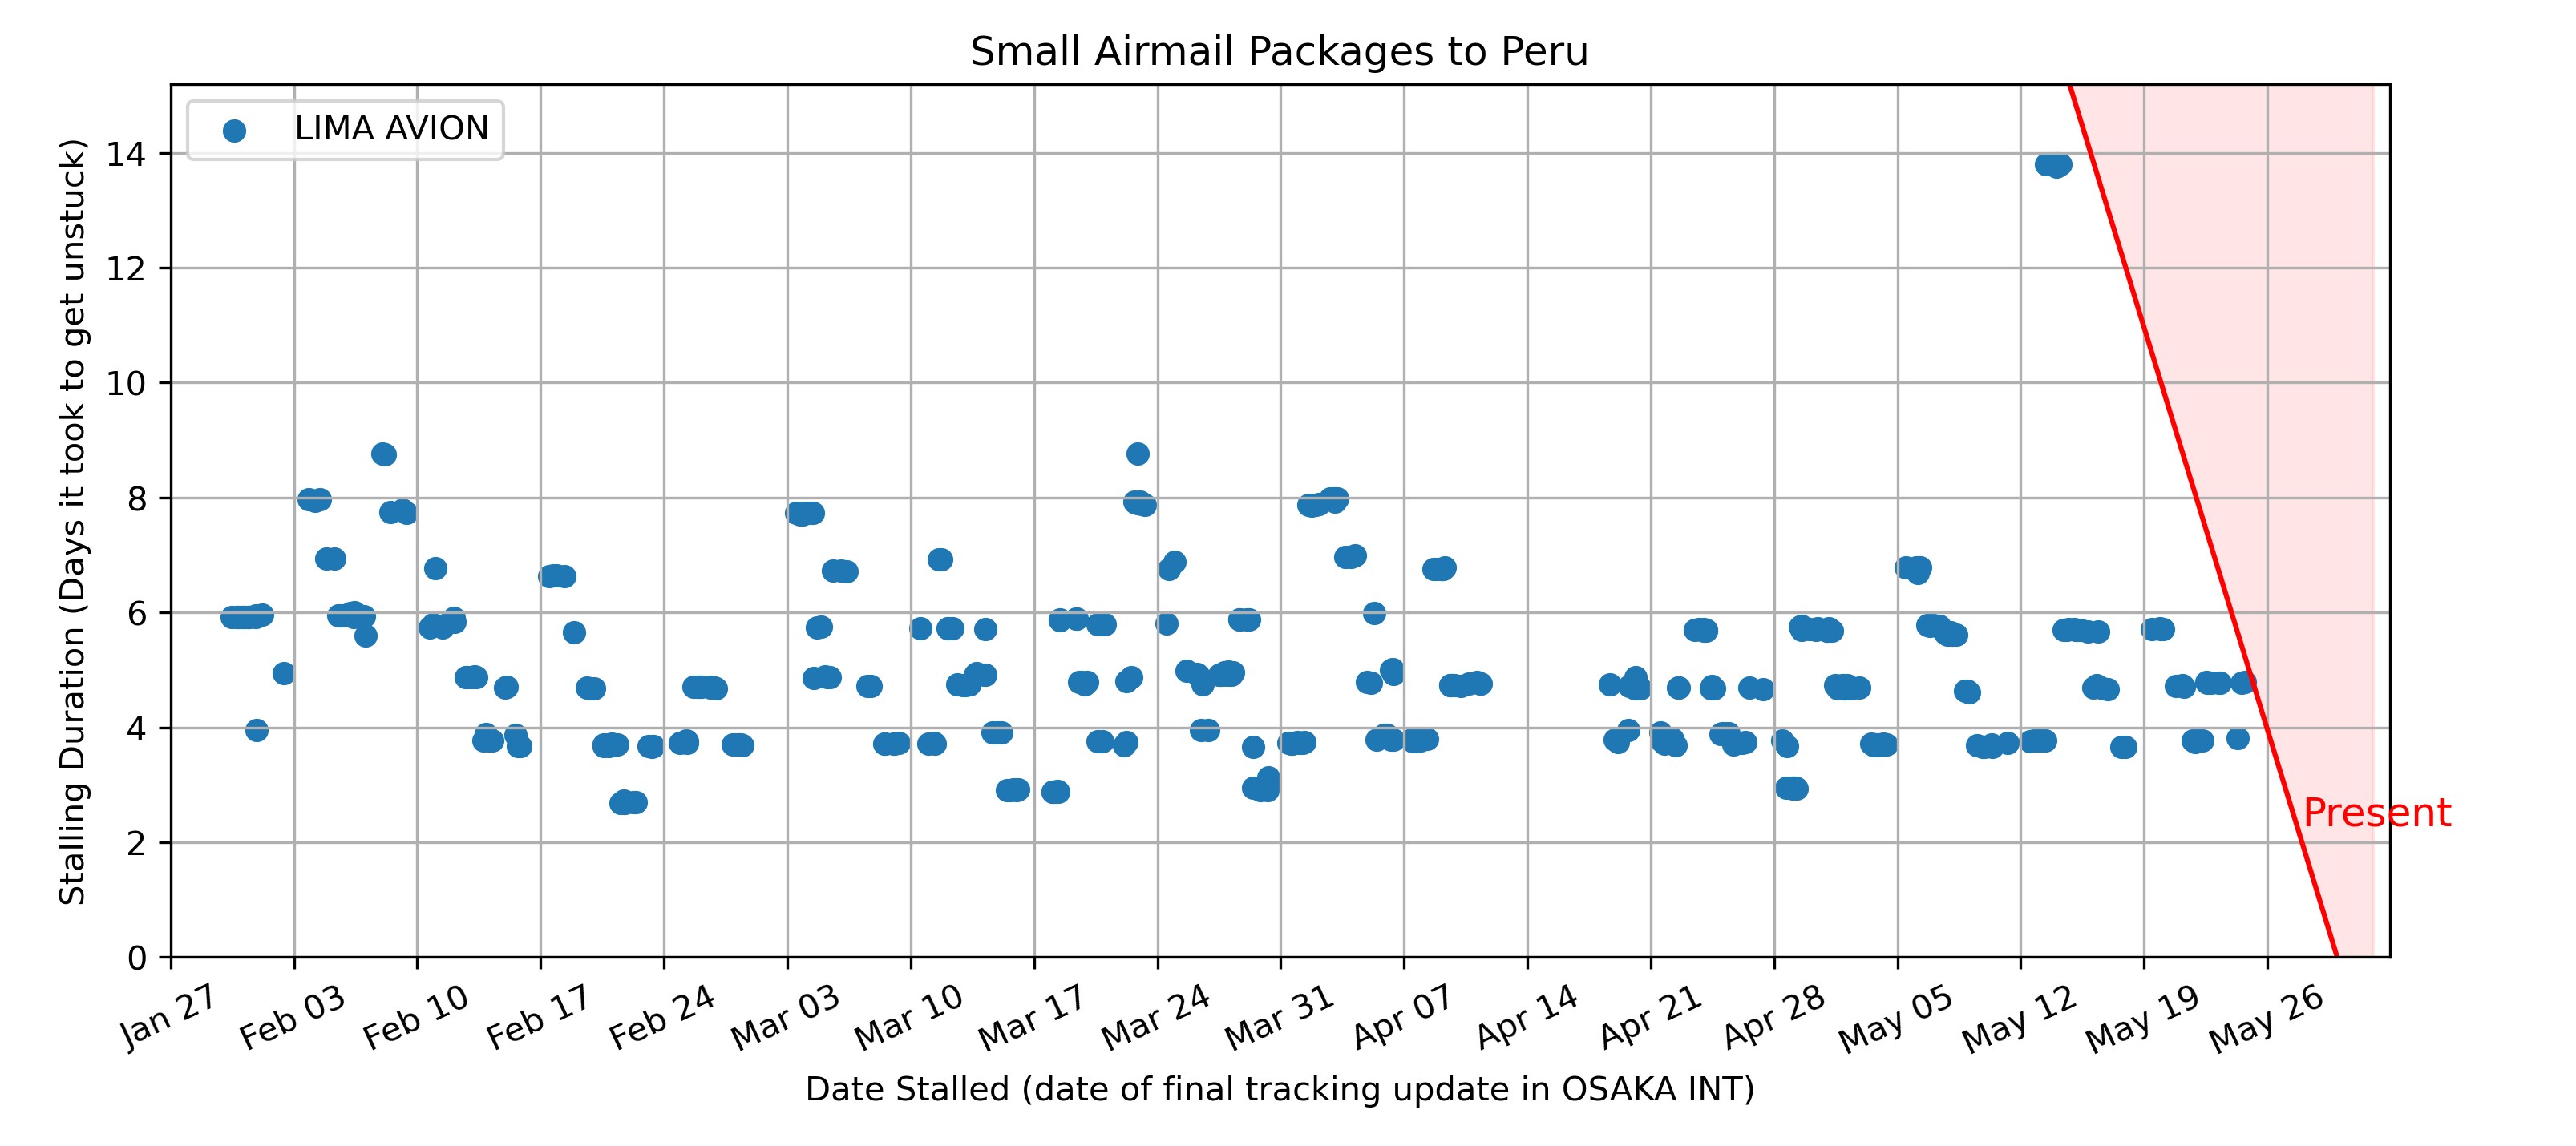 Small Airmail Packages to Peru
LIMA AVION
Stalling Duration (Days it took to get unstuck)
14
12
10
8
6
4
2
0
Present
Jan 27
Feb 03
Feb 10
Feb 17
Feb 24
Mar 03
Mar 10
Mar 17
Mar 24
Mar 31
Apr 07
Apr 14
Apr 21
Apr 28
May 05
May 12
May 19
May 26
Date Stalled (date of final tracking update in OSAKA INT)